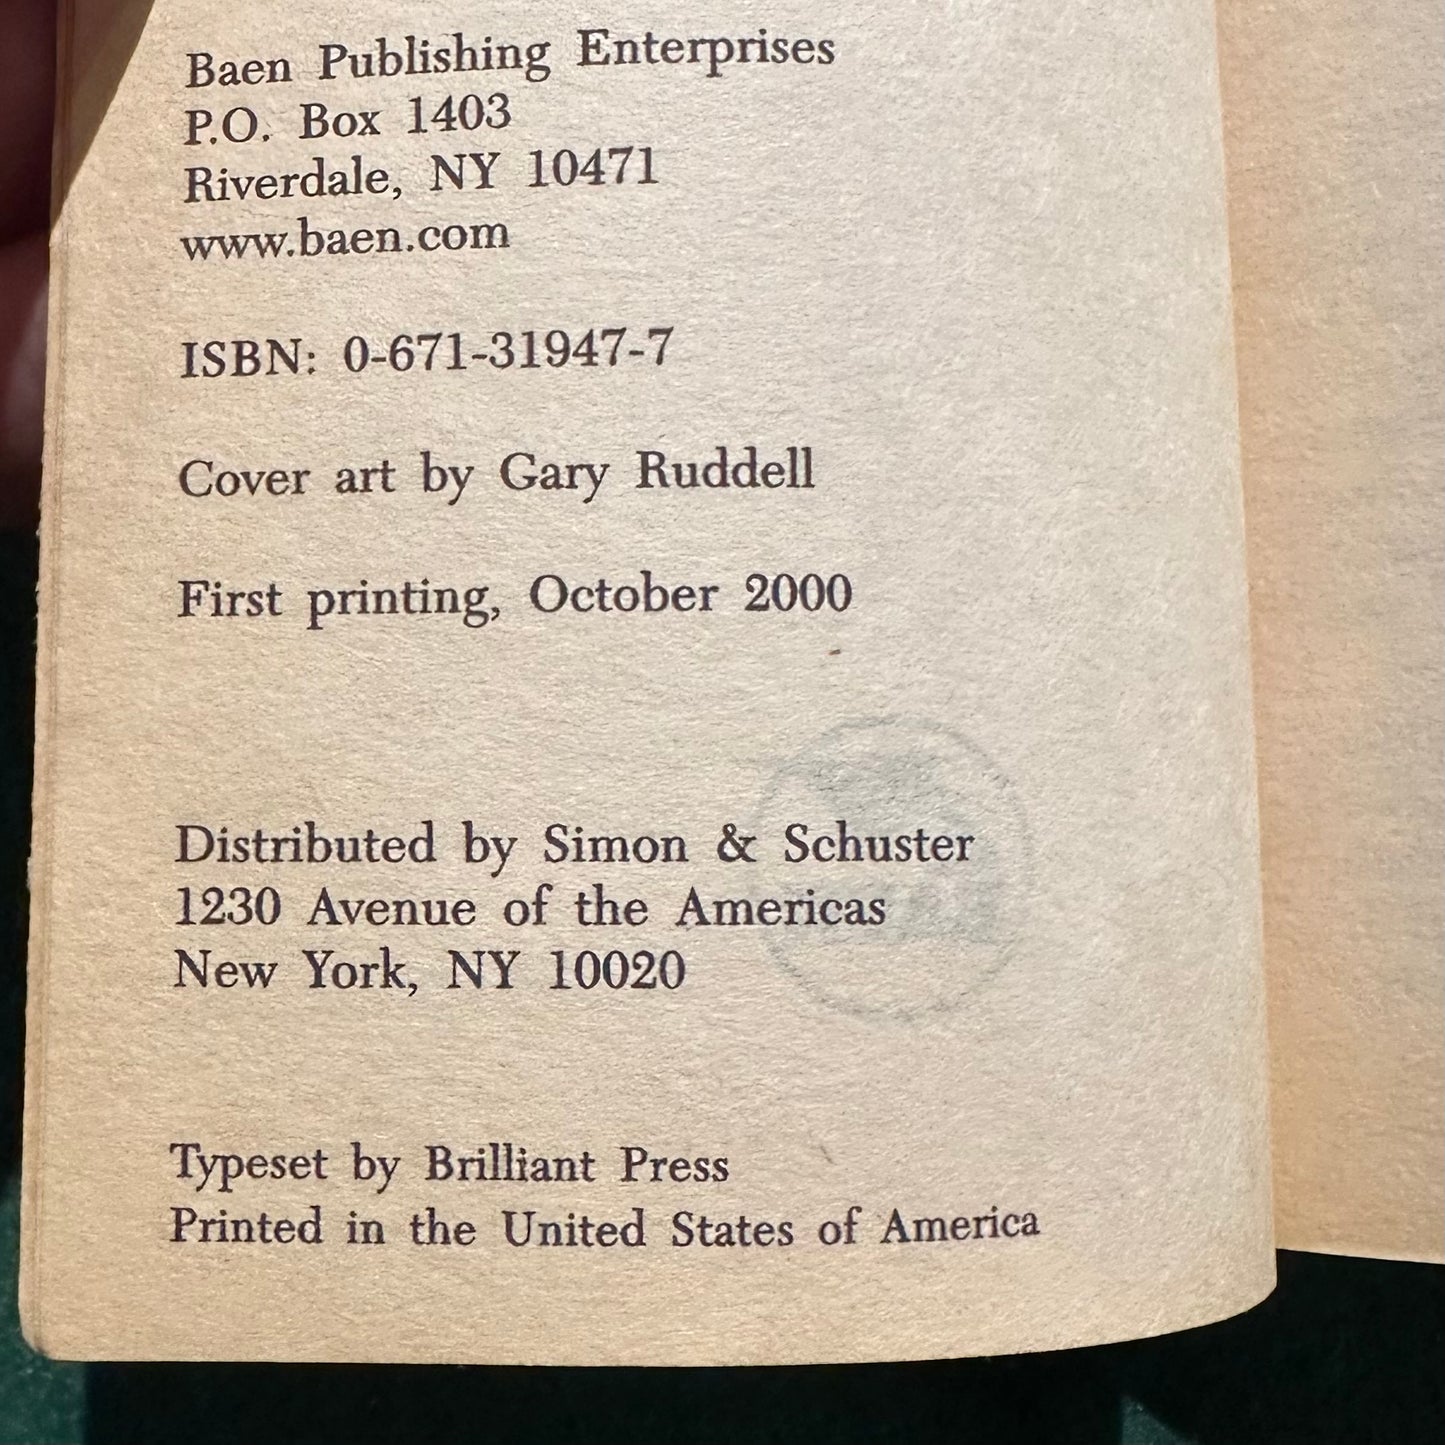 Baen Publishing Enterprises
P.O. Box 1403
Riverdale, NY 10471
www.baen.com
ISBN: 0-671-31947-7
Cover art by Gary Ruddell
First printing, October 2000
Distributed by Simon & Schuster
1230 Avenue of the Americas
New York, NY 10020
Typeset by Brilliant Press
Printed in the United States of America